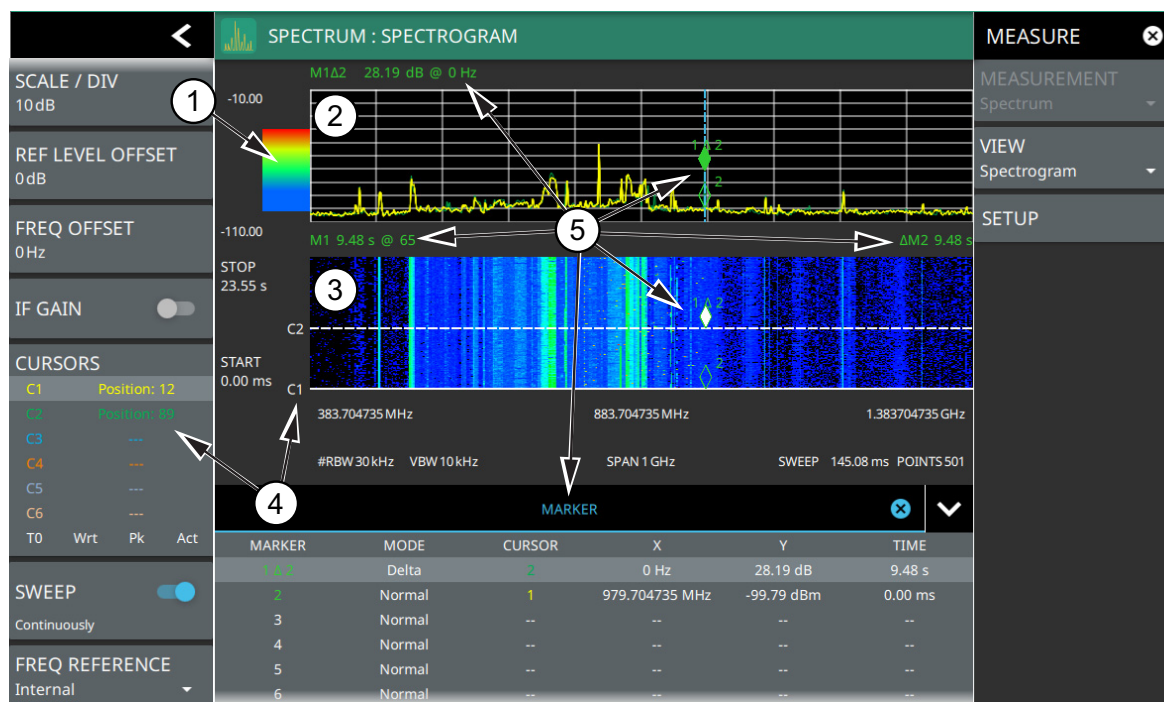 SPECTRUM : SPECTROGRAM
MEASURE
SCALE / DIV
10 dB
REF LEVEL OFFSET
0 dB
FREQ OFFSET
0 Hz
IF GAIN
CURSORS
C1 Position: 12
C2 Position: 89
C3 ---
C4 ---
C5 ---
C6 ---
T0 Wrt Pk Act
SWEEP
Continuously
FREQ REFERENCE
Internal
1
M1Δ2 28.19 dB @ 0 Hz
-10.00
2
1 Δ 2
2
-110.00
5
M1 9.48 s @ 65
ΔM2 9.48 s
STOP
23.55 s
3
1 Δ 2
C2
START
0.00 ms
2
C1
383.704735 MHz 883.704735 MHz 1.383704735 GHz
#RBW 30 kHz VBW 10 kHz SPAN 1 GHz SWEEP 145.08 ms POINTS 501
4
MARKER
MARKER MODE CURSOR X Y TIME
1 Δ 2 Delta 2 0 Hz 28.19 dB 9.48 s
2 Normal 1 979.704735 MHz -99.79 dBm 0.00 ms
3 Normal -- -- -- --
4 Normal -- -- -- --
5 Normal -- -- -- --
6 Normal -- -- -- --
MEASUREMENT
Spectrum
VIEW
Spectrogram
SETUP